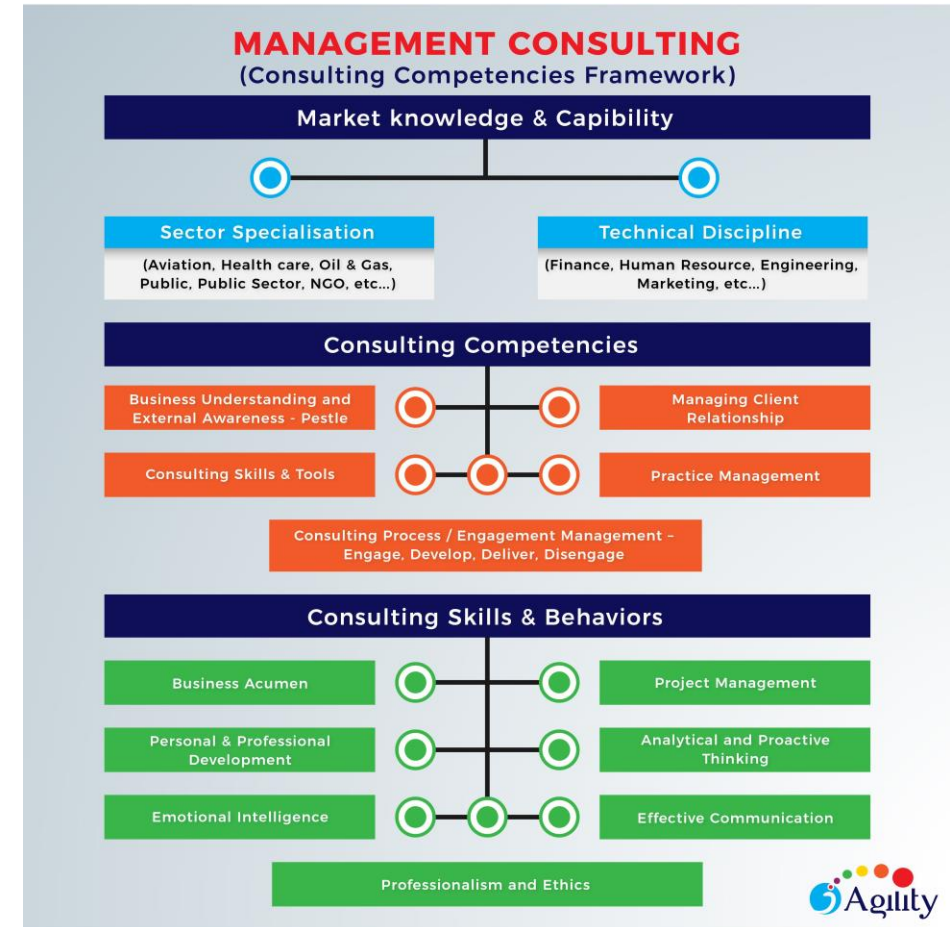 MANAGEMENT CONSULTING
(Consulting Competencies Framework)
Market knowledge & Capibility
Sector Specialisation
(Aviation, Health care, Oil & Gas,
Public, Public Sector, NGO, etc...)
Technical Discipline
(Finance, Human Resource, Engineering,
Marketing, etc...)
Consulting Competencies
Business Understanding and
External Awareness - Pestle
Managing Client
Relationship
Consulting Skills & Tools
Practice Management
Consulting Process / Engagement Management –
Engage, Develop, Deliver, Disengage
Consulting Skills & Behaviors
Business Acumen
Project Management
Personal & Professional
Development
Analytical and Proactive
Thinking
Emotional Intelligence
Effective Communication
Professionalism and Ethics
Agility